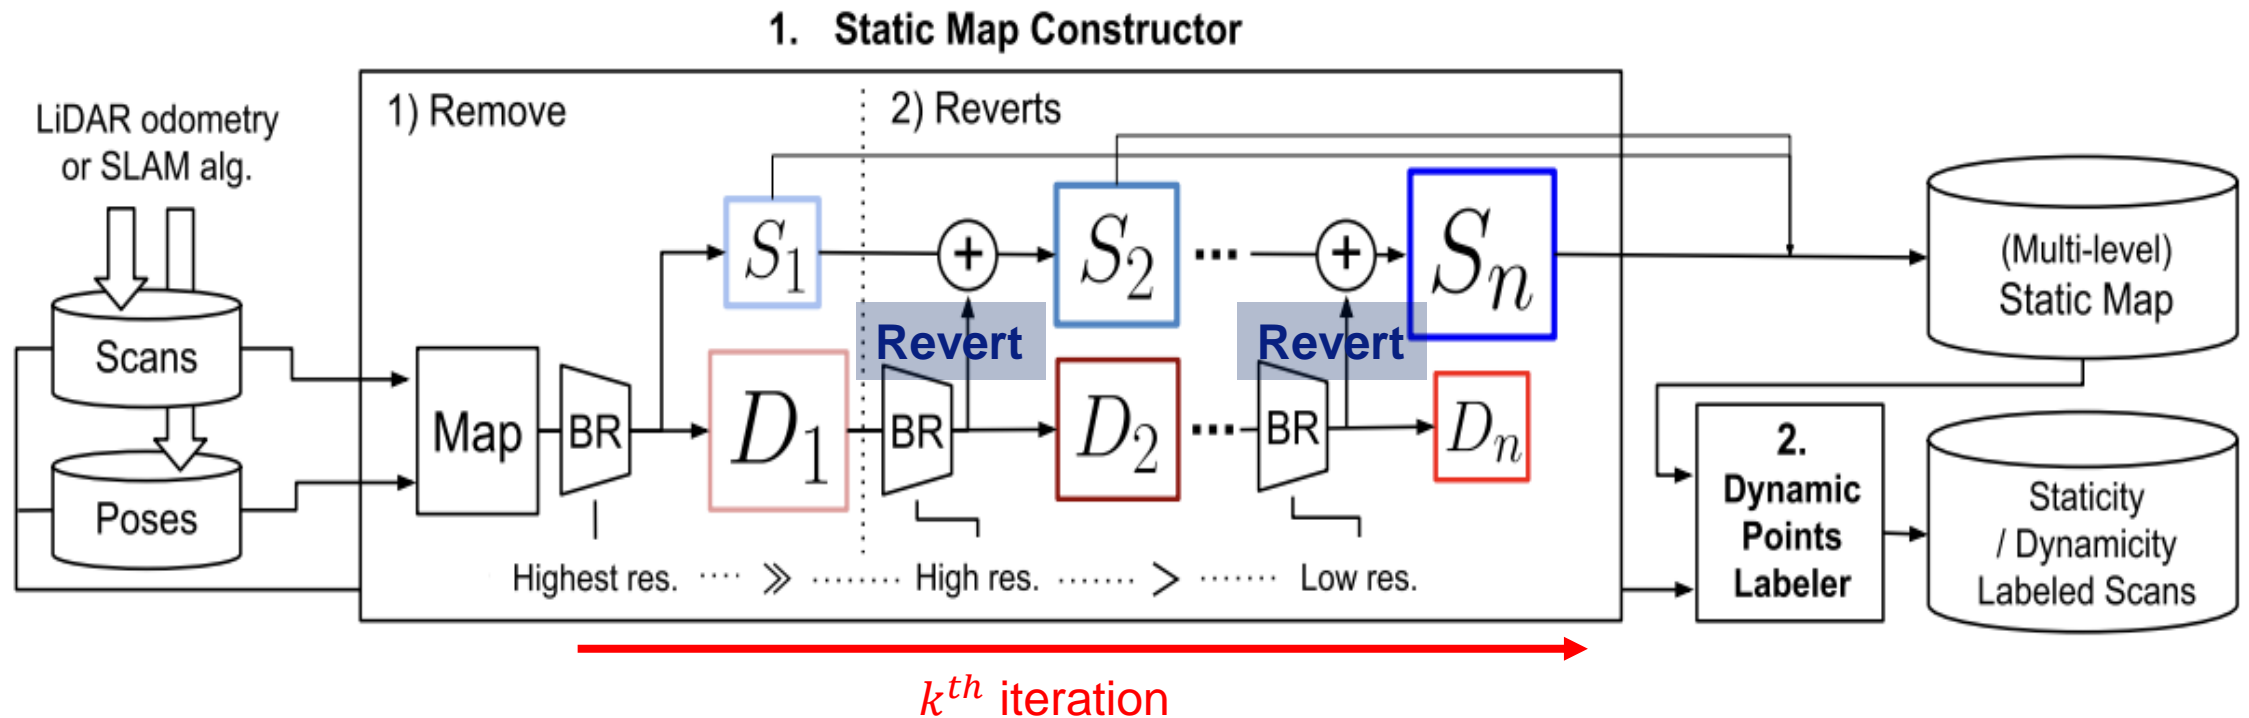 1. Static Map Constructor
LiDAR odometry
or SLAM alg.
1) Remove
2) Reverts
Scans
Poses
Map
BR
S₁
D₁
BR
Revert
+
S₂
D₂
...
...
BR
Revert
+
Sₙ
Dₙ
Highest res. ···· ≫ ········ High res. ······· > ······· Low res.
kᵗʰ iteration
(Multi-level)
Static Map
2.
Dynamic
Points
Labeler
Staticity
/ Dynamicity
Labeled Scans